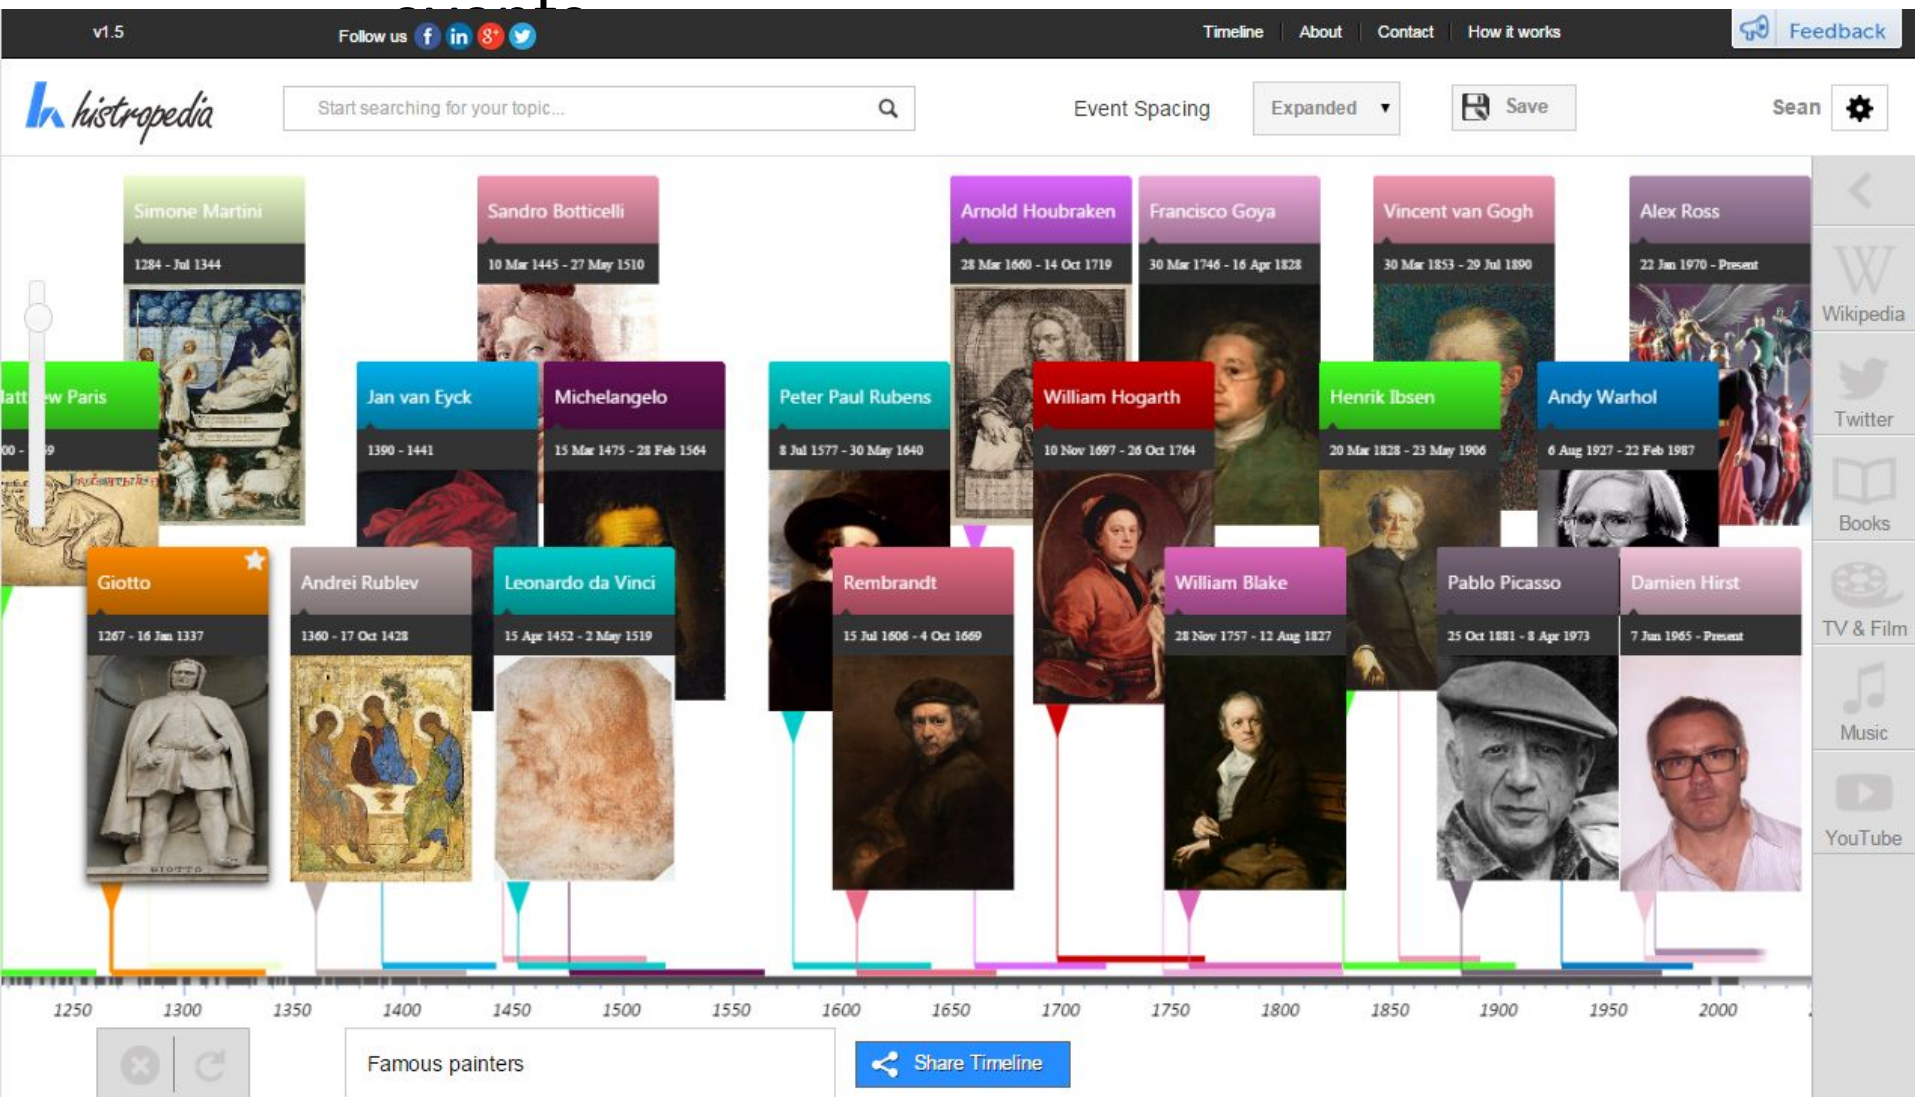 v1.5
Follow us
Timeline About Contact How it works
Feedback
histropedia
Start searching for your topic...
Event Spacing
Expanded
Save
Sean
Simone Martini
1284 - Jul 1344
Sandro Botticelli
10 Mar 1445 - 27 May 1510
Arnold Houbraken
28 Mar 1660 - 14 Oct 1719
Francisco Goya
30 Mar 1746 - 16 Apr 1828
Vincent van Gogh
30 Mar 1853 - 29 Jul 1890
Alex Ross
22 Jan 1970 - Present
Paris
Jan van Eyck
1390 - 1441
Michelangelo
15 Mar 1475 - 28 Feb 1564
Peter Paul Rubens
8 Jul 1577 - 30 May 1640
William Hogarth
10 Nov 1697 - 26 Oct 1764
Henrik Ibsen
20 Mar 1828 - 23 May 1906
Andy Warhol
6 Aug 1927 - 22 Feb 1987
Giotto
1267 - 16 Jan 1337
GIOTTO
Andrei Rublev
1360 - 17 Oct 1428
Leonardo da Vinci
15 Apr 1452 - 2 May 1519
Rembrandt
15 Jul 1606 - 4 Oct 1669
William Blake
28 Nov 1757 - 12 Aug 1827
Pablo Picasso
25 Oct 1881 - 8 Apr 1973
Damien Hirst
7 Jun 1965 - Present
Wikipedia
Twitter
Books
TV & Film
Music
YouTube
1250 1300 1350 1400 1450 1500 1550 1600 1650 1700 1750 1800 1850 1900 1950 2000
Famous painters
Share Timeline